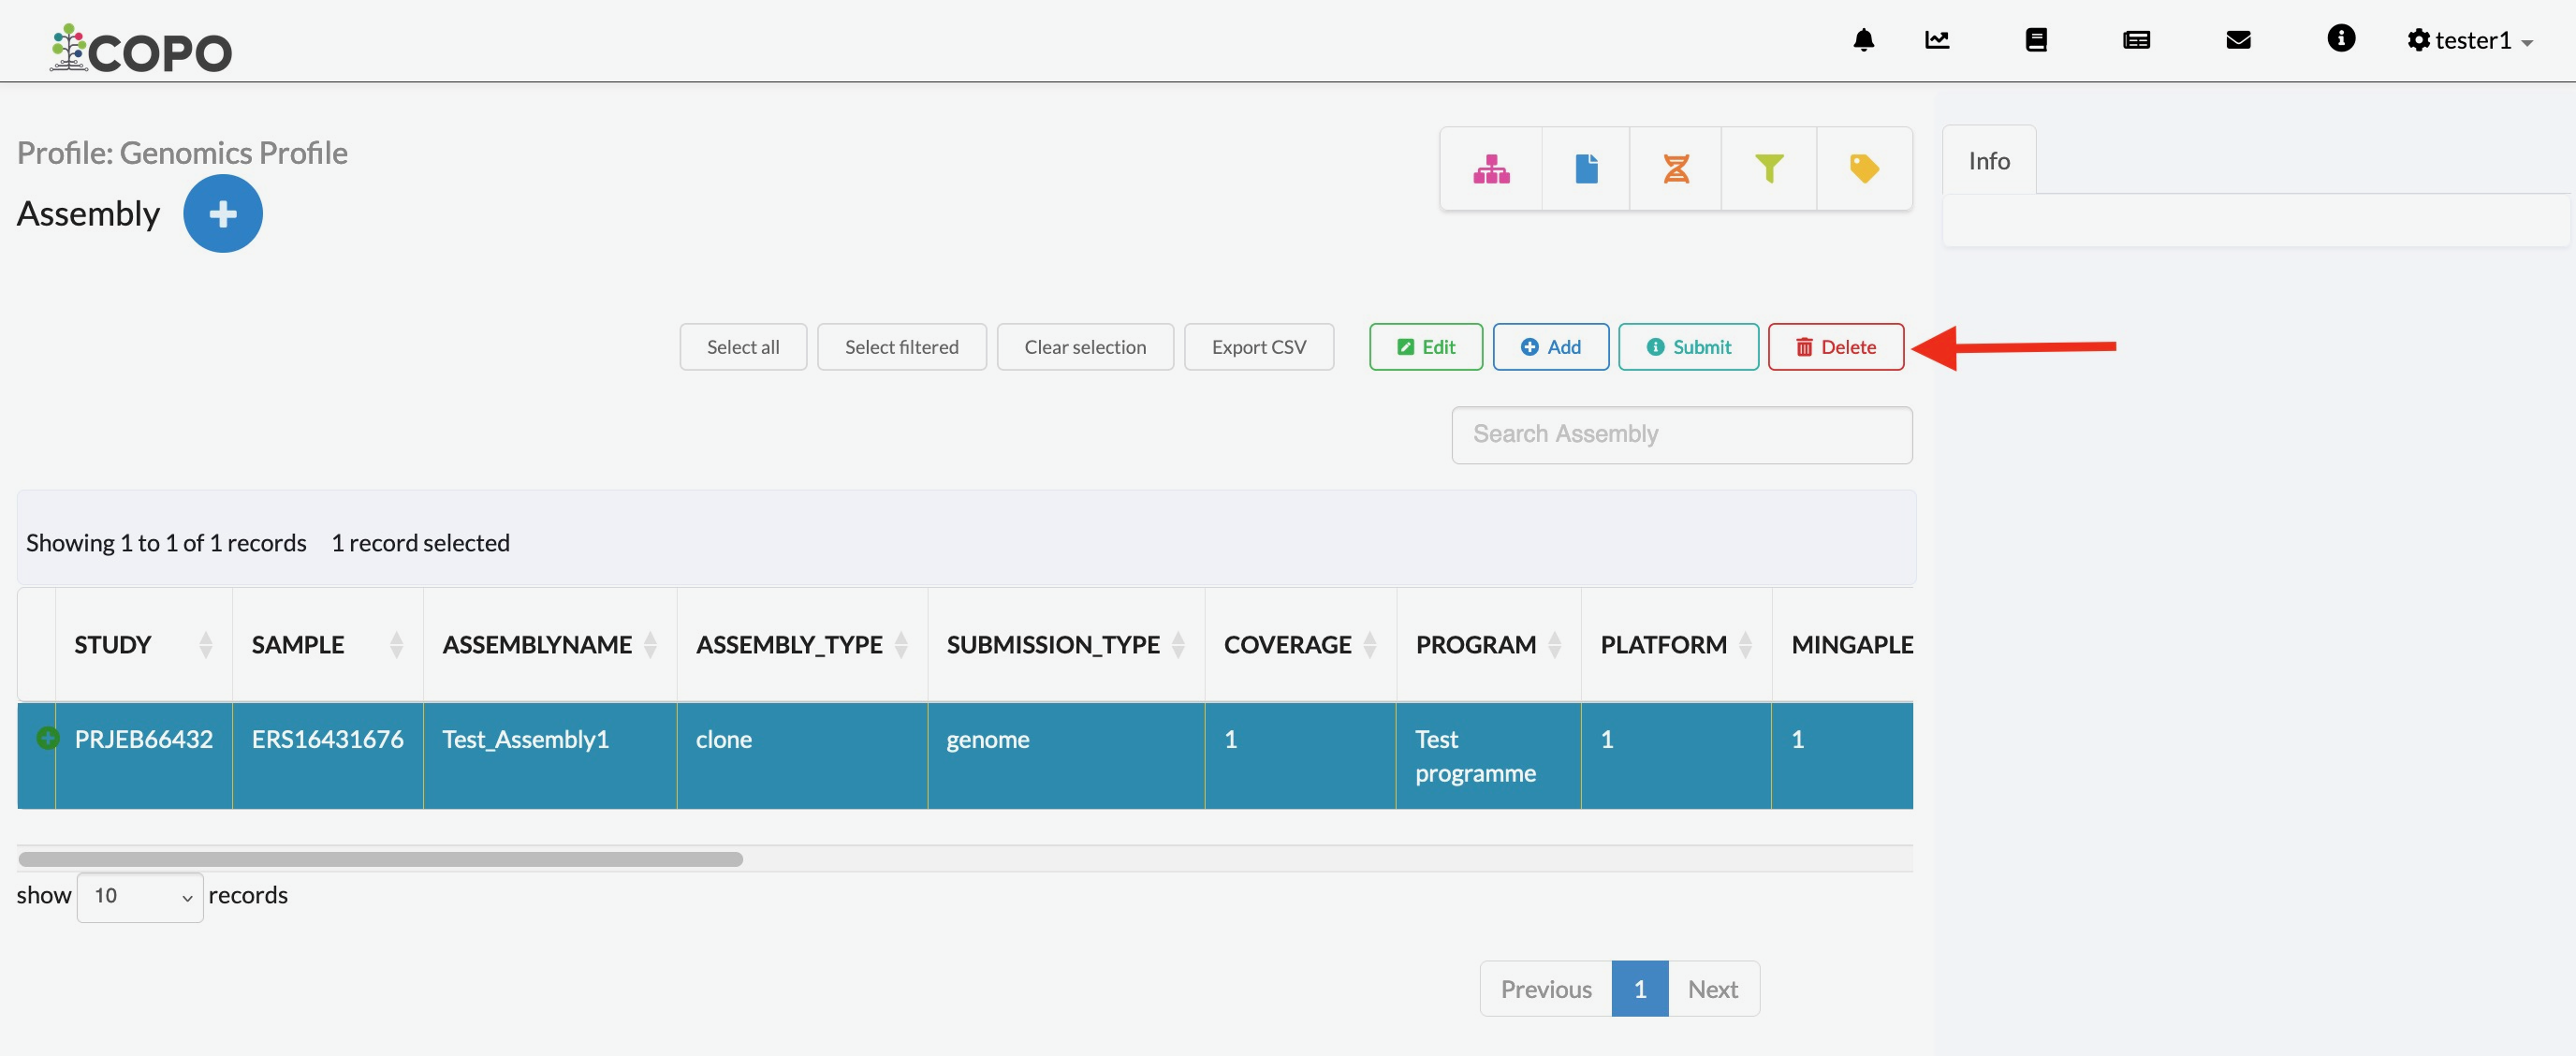 COPO
tester1
Profile: Genomics Profile
Assembly
Info
Select all
Select filtered
Clear selection
Export CSV
Edit
Add
Submit
Delete
Search Assembly
Showing 1 to 1 of 1 records 1 record selected
STUDY SAMPLE ASSEMBLYNAME ASSEMBLY_TYPE SUBMISSION_TYPE COVERAGE PROGRAM PLATFORM MINGAPLE
PRJEB66432 ERS16431676 Test_Assembly1 clone genome 1 Test 1 1
programme
show 10 records
Previous 1 Next